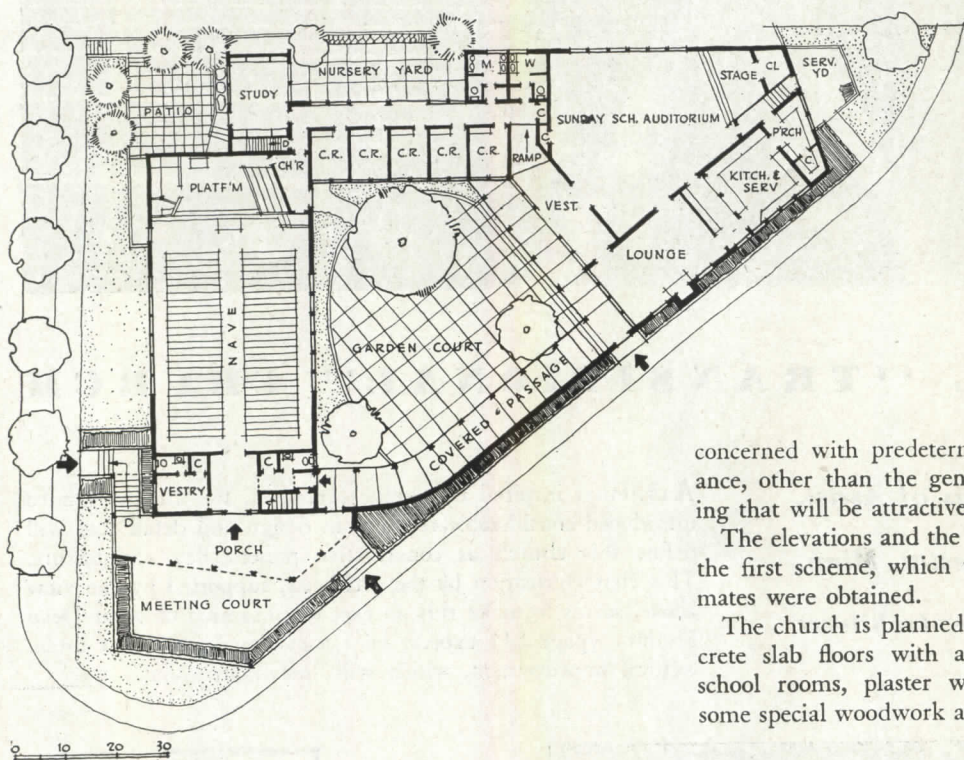 NURSERY YARD
M.
W
CL
SERV.
YD
STAGE
STUDY
PATIO
SUNDAY SCH. AUDITORIUM
P'RCH
D
C
C
C.R.
C.R.
C.R.
C.R.
C.R.
RAMP
CH'R
KITCH. &
SERV
C.
PLATF'M
VEST.
LOUNGE
NAVE
GARDEN COURT
COVERED PASSAGE
C
C
VESTRY
D
PORCH
MEETING COURT
0 10 20 30
concerned with predeterm
ance, other than the gen
ing that will be attractive
The elevations and the
the first scheme, which
mates were obtained.
The church is planned
crete slab floors with a
school rooms, plaster w
some special woodwork a